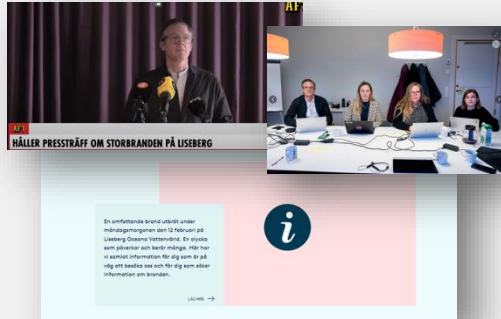 AF
AF
HÅLLER PRESSTRÄFF OM STORBRANDEN PÅ LISEBERG
En omfattande brand utbröt under
måndagsmorgonen den 12 februari på
Liseberg Oceana Vattenvärld. En olycka
som påverkar och berör många. Här har
vi samlat information för dig som är på
väg att besöka oss och för dig som söker
information om branden.
LÄS MER →
i